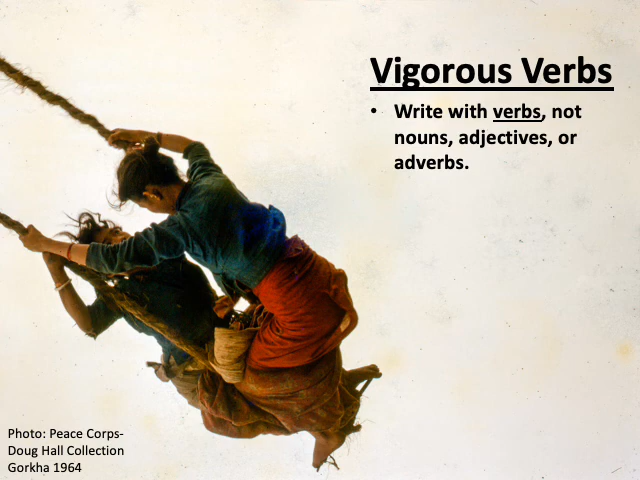 Vigorous Verbs
• Write with verbs, not
nouns, adjectives, or
adverbs.
Photo: Peace Corps-
Doug Hall Collection
Gorkha 1964